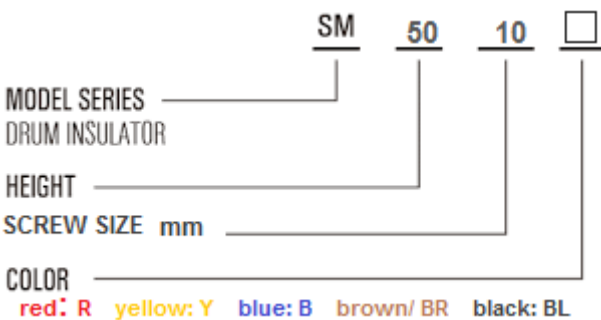 SM 50 10 □
MODEL SERIES
DRUM INSULATOR
HEIGHT
SCREW SIZE mm
COLOR
red: R yellow: Y blue: B brown/ BR black: BL